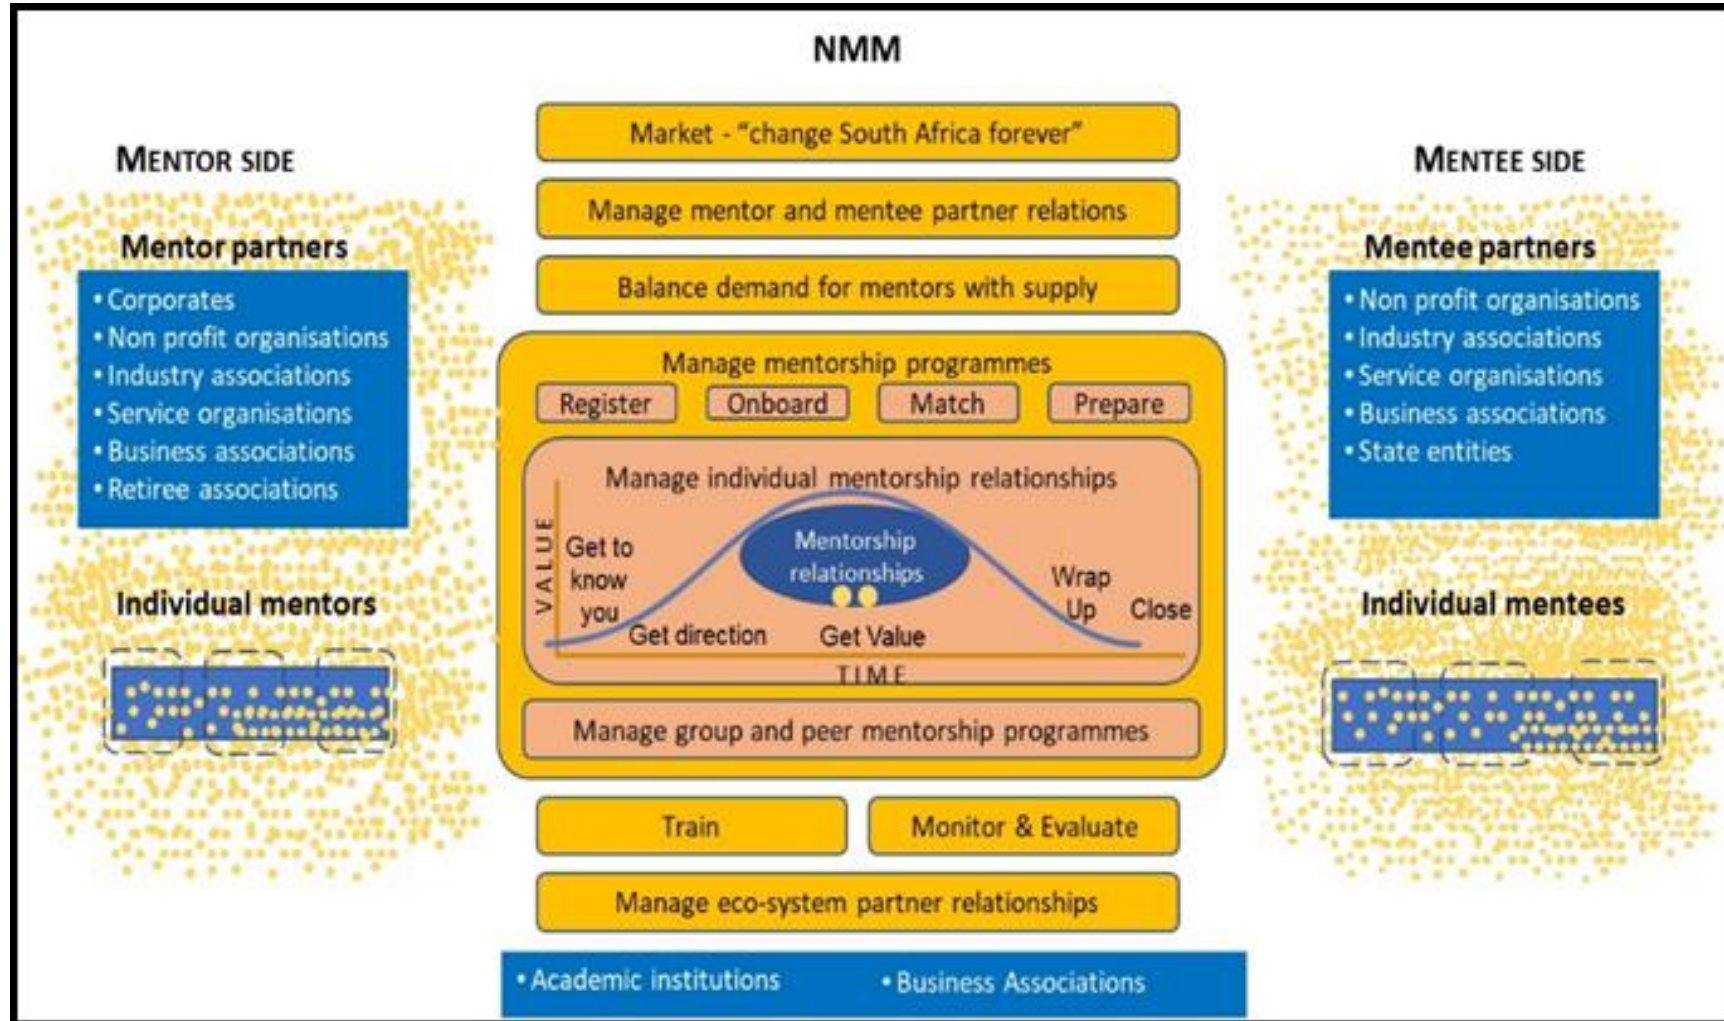 NMM
MENTOR SIDE
Mentor partners
• Corporates
• Non profit organisations
• Industry associations
• Service organisations
• Business associations
• Retiree associations
Individual mentors
Market - “change South Africa forever”
Manage mentor and mentee partner relations
Balance demand for mentors with supply
Manage mentorship programmes
Register
Onboard
Match
Prepare
Manage individual mentorship relationships
VALUE
Get to
know
you
Get direction
Mentorship
relationships
Get Value
Wrap
Up
Close
TIME
Manage group and peer mentorship programmes
Train
Monitor & Evaluate
Manage eco-system partner relationships
• Academic institutions
• Business Associations
MENTEE SIDE
Mentee partners
• Non profit organisations
• Industry associations
• Service organisations
• Business associations
• State entities
Individual mentees